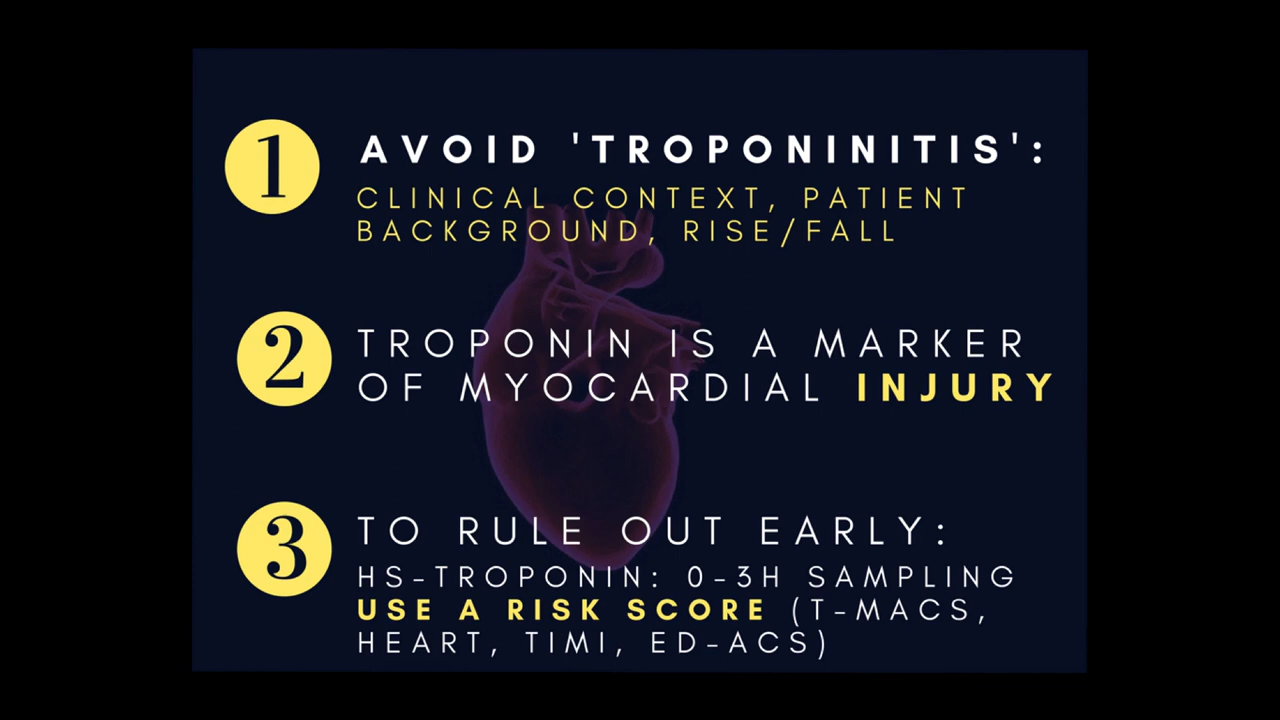 1
AVOID 'TROPONINITIS':
CLINICAL CONTEXT, PATIENT
BACKGROUND, RISE/FALL
2
TROPONIN IS A MARKER
OF MYOCARDIAL INJURY
3
TO RULE OUT EARLY:
HS-TROPONIN: 0-3H SAMPLING
USE A RISK SCORE (T-MACS,
HEART, TIMI, ED-ACS)